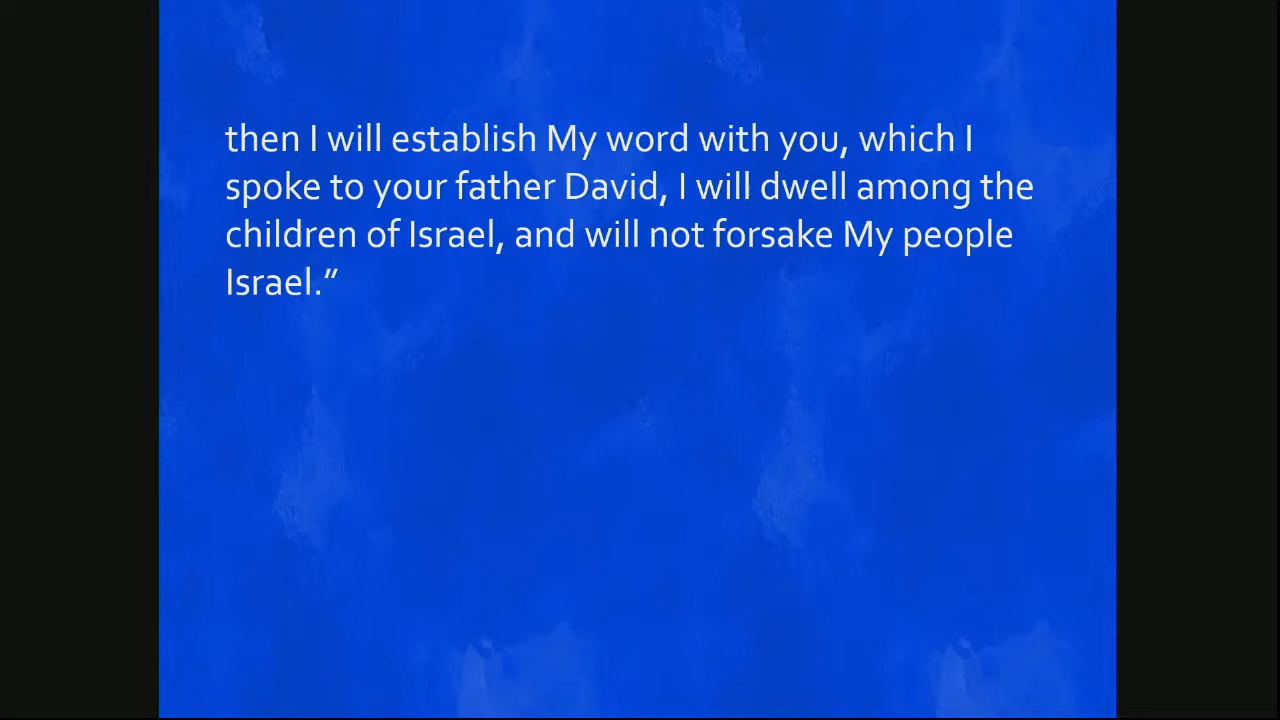 then I will establish My word with you, which I
spoke to your father David, I will dwell among the
children of Israel, and will not forsake My people
Israel.”